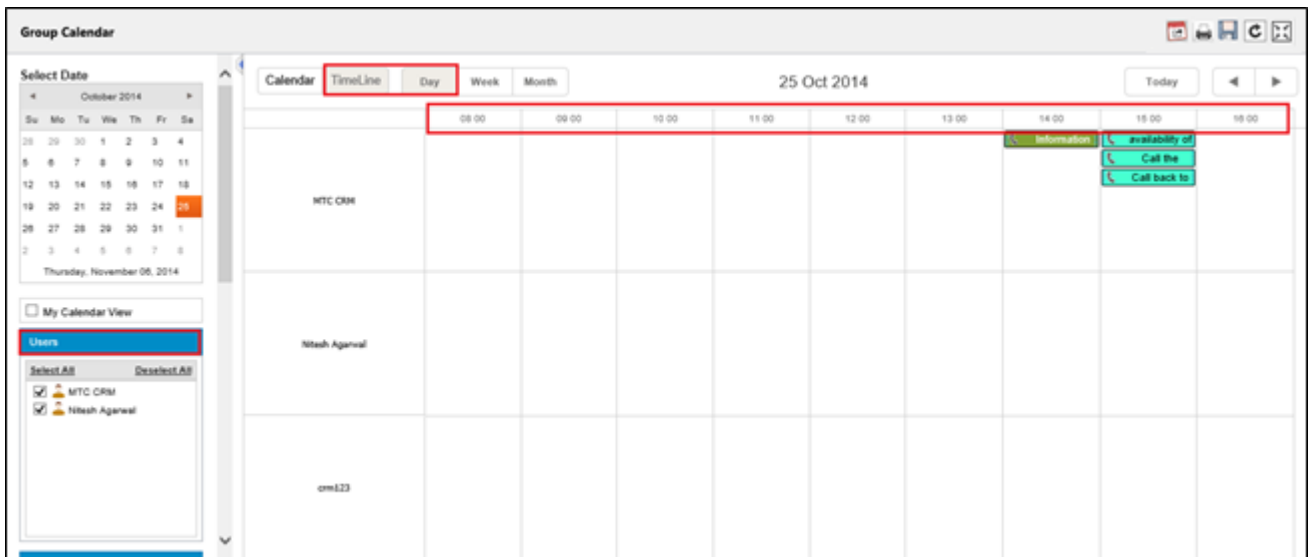 Group Calendar
Select Date
October 2014
Su Mo Tu We Th Fr Sa
28 29 30 1 2 3 4
5 6 7 8 9 10 11
12 13 14 15 16 17 18
19 20 21 22 23 24 25
26 27 28 29 30 31 1
2 3 4 5 6 7 8
Thursday, November 06, 2014
My Calendar View
Users
Select All Deselect All
MTC CRM
Nitesh Agarwal
Calendar TimeLine Day Week Month 25 Oct 2014 Today
08:00 09:00 10:00 11:00 12:00 13:00 14:00 15:00 16:00
MTC CRM
Information
availability of
Call the
Call back to
Nitesh Agarwal
crm123